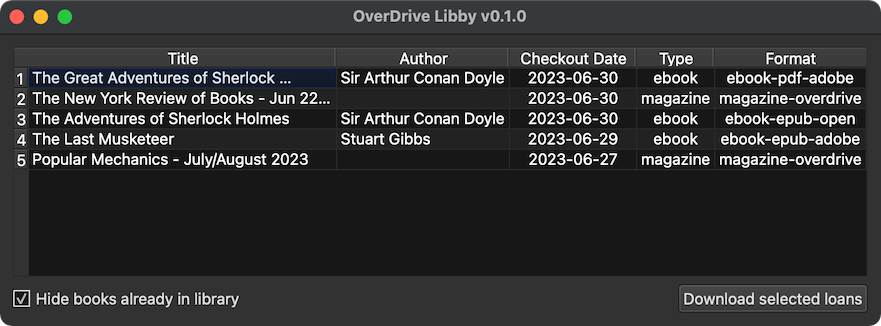 OverDrive Libby v0.1.0
Title Author Checkout Date Type Format
1 The Great Adventures of Sherlock ... Sir Arthur Conan Doyle 2023-06-30 ebook ebook-pdf-adobe
2 The New York Review of Books - Jun 22... 2023-06-30 magazine magazine-overdrive
3 The Adventures of Sherlock Holmes Sir Arthur Conan Doyle 2023-06-30 ebook ebook-epub-open
4 The Last Musketeer Stuart Gibbs 2023-06-29 ebook ebook-epub-adobe
5 Popular Mechanics - July/August 2023 2023-06-27 magazine magazine-overdrive
Hide books already in library Download selected loans